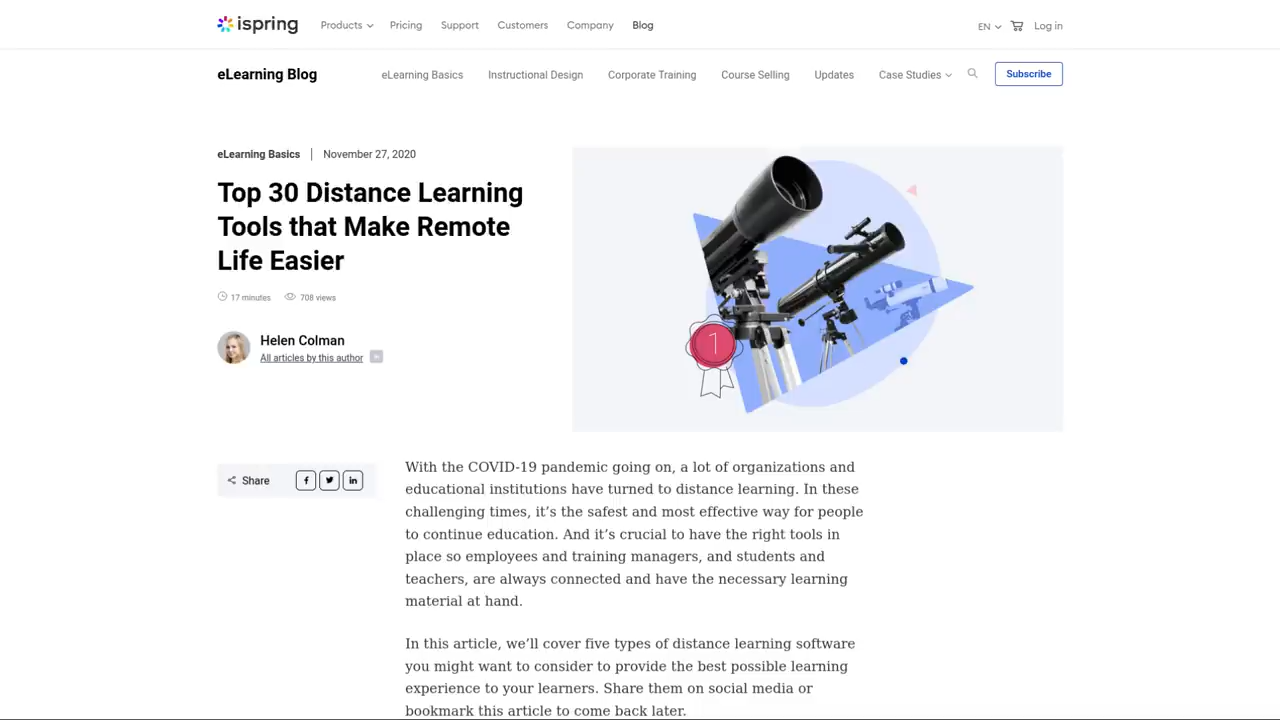 ispring
Products Pricing Support Customers Company Blog
EN Log in
eLearning Blog
eLearning Basics Instructional Design Corporate Training Course Selling Updates Case Studies Subscribe
eLearning Basics November 27, 2020
Top 30 Distance Learning
Tools that Make Remote
Life Easier
17 minutes 708 views
Helen Colman
All articles by this author
1
Share
With the COVID-19 pandemic going on, a lot of organizations and
educational institutions have turned to distance learning. In these
challenging times, it’s the safest and most effective way for people
to continue education. And it’s crucial to have the right tools in
place so employees and training managers, and students and
teachers, are always connected and have the necessary learning
material at hand.
In this article, we’ll cover five types of distance learning software
you might want to consider to provide the best possible learning
experience to your learners. Share them on social media or
bookmark this article to come back later.